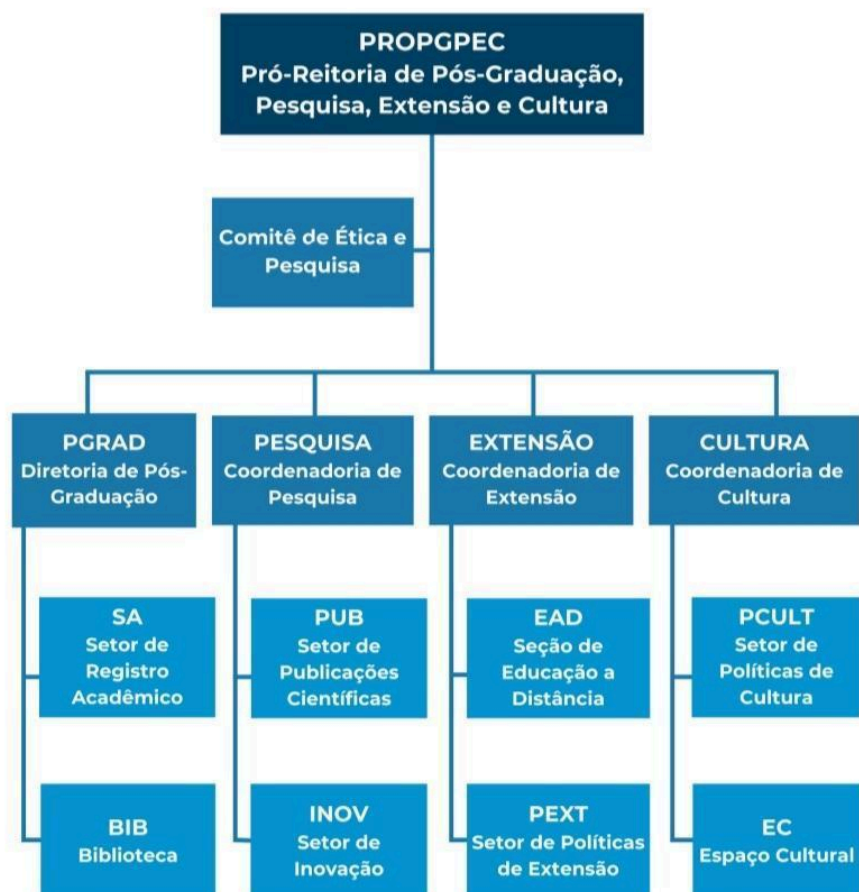 PROPGPEC
Pró-Reitoria de Pós-Graduação,
Pesquisa, Extensão e Cultura
Comitê de Ética e
Pesquisa
PGRAD
Diretoria de Pós-
Graduação
PESQUISA
Coordenadoria de
Pesquisa
EXTENSÃO
Coordenadoria de
Extensão
CULTURA
Coordenadoria de
Cultura
SA
Setor de
Registro
Acadêmico
PUB
Setor de
Publicações
Científicas
EAD
Seção de
Educação a
Distância
PCULT
Setor de
Políticas de
Cultura
BIB
Biblioteca
INOV
Setor de
Inovação
PEXT
Setor de Políticas
de Extensão
EC
Espaço Cultural